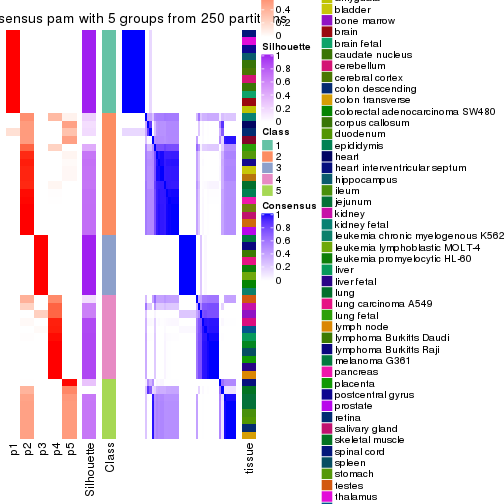 sensus pam with 5 groups from 250 partit
p1
p2
p3
p4
p5
Silhouette
Class
tissue
0.4
0.2
0
Silhouette
1
0.8
0.6
0.4
0.2
0
Class
1
2
3
4
5
Consensus
1
0.8
0.6
0.4
0.2
0
bladder
bone marrow
brain
brain fetal
caudate nucleus
cerebellum
cerebral cortex
colon descending
colon transverse
colorectal adenocarcinoma SW480
corpus callosum
duodenum
epididymis
heart
heart interventricular septum
hippocampus
ileum
jejunum
kidney
kidney fetal
leukemia chronic myelogenous K562
leukemia lymphoblastic MOLT-4
leukemia promyelocytic HL-60
liver
liver fetal
lung
lung carcinoma A549
lung fetal
lymph node
lymphoma Burkitts Daudi
lymphoma Burkitts Raji
melanoma G361
pancreas
placenta
postcentral gyrus
prostate
retina
salivary gland
skeletal muscle
spinal cord
spleen
stomach
testes
thalamus